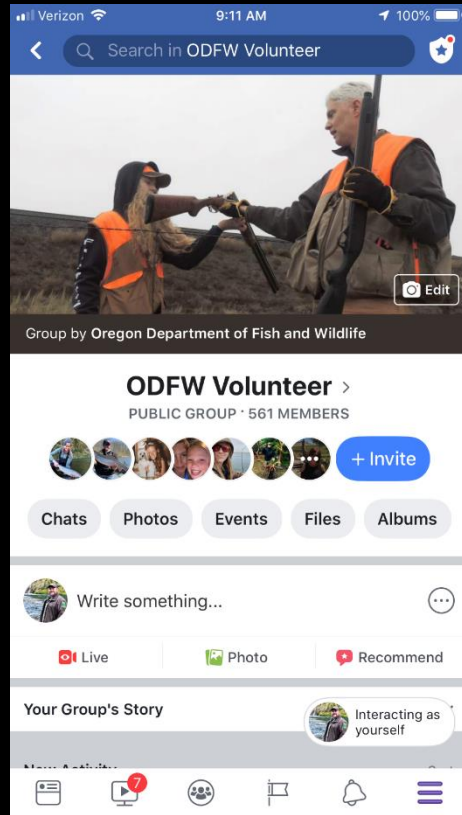 Verizon 9:11 AM 100%
Search in ODFW Volunteer
Edit
Group by Oregon Department of Fish and Wildlife
ODFW Volunteer >
PUBLIC GROUP · 561 MEMBERS
+ Invite
Chats Photos Events Files Albums
Write something...
Live Photo Recommend
Your Group's Story
Interacting as
yourself
New Activity
7